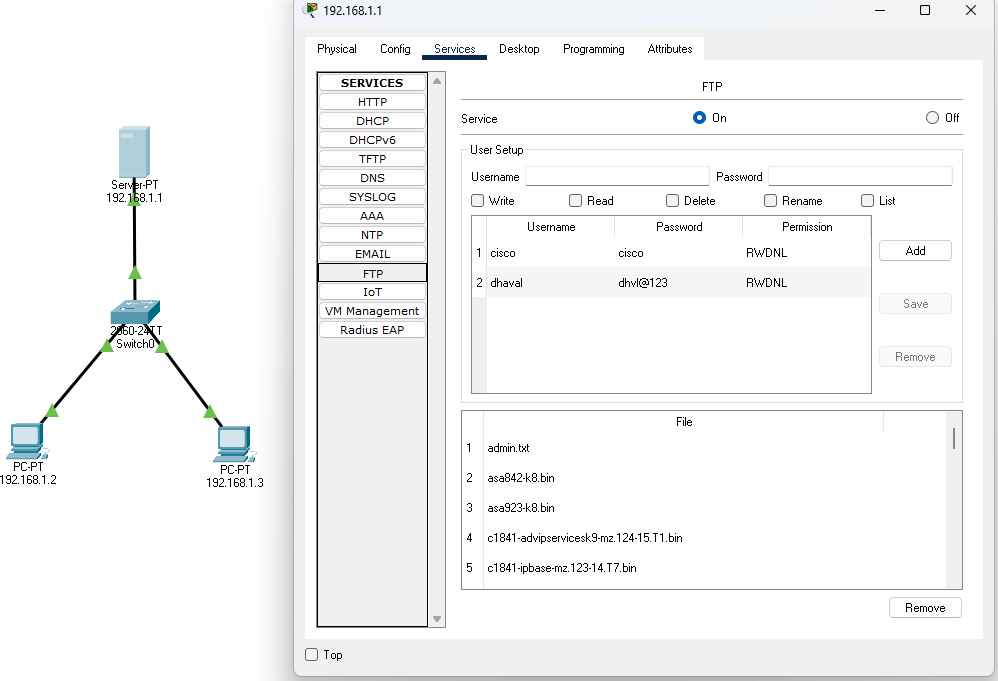 192.168.1.1
Physical Config Services Desktop Programming Attributes
SERVICES
HTTP
DHCP
DHCPv6
TFTP
DNS
SYSLOG
AAA
NTP
EMAIL
FTP
IoT
VM Management
Radius EAP
FTP
Service On Off
User Setup
Username Password
Write Read Delete Rename List
Username Password Permission
1 cisco cisco RWDNL
2 dhaval dhvl@123 RWDNL
Add
Save
Remove
File
1 admin.txt
2 asa842-k8.bin
3 asa923-k8.bin
4 c1841-advipservicesk9-mz.124-15.T1.bin
5 c1841-ipbase-mz.123-14.T7.bin
Remove
Top
Server-PT
192.168.1.1
2960-24TT
Switch0
PC-PT
192.168.1.2
PC-PT
192.168.1.3